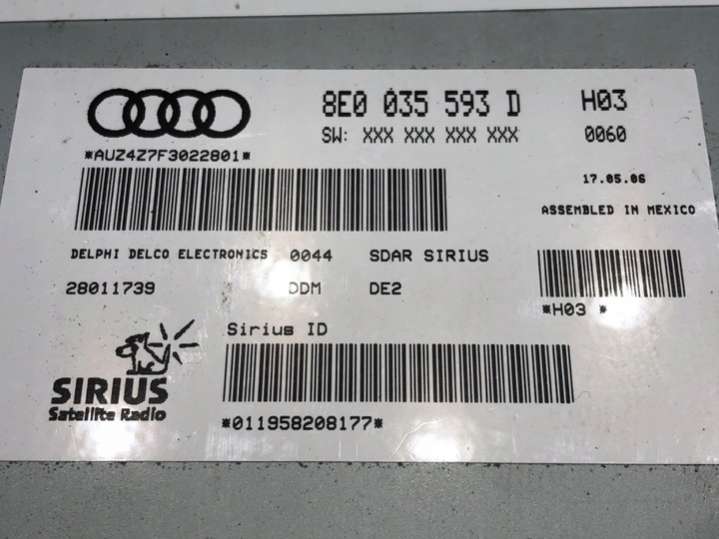 8E0 035 593 D H03
SW: XXX XXX XXX XXX 0060
*AUZ4Z7F3022801*
17.05.06
ASSEMBLED IN MEXICO
DELPHI DELCO ELECTRONICS 0044 SDAR SIRIUS
28011739 DDM DE2
*H03 *
Sirius ID
SIRIUS
Satellite Radio
*011958208177*